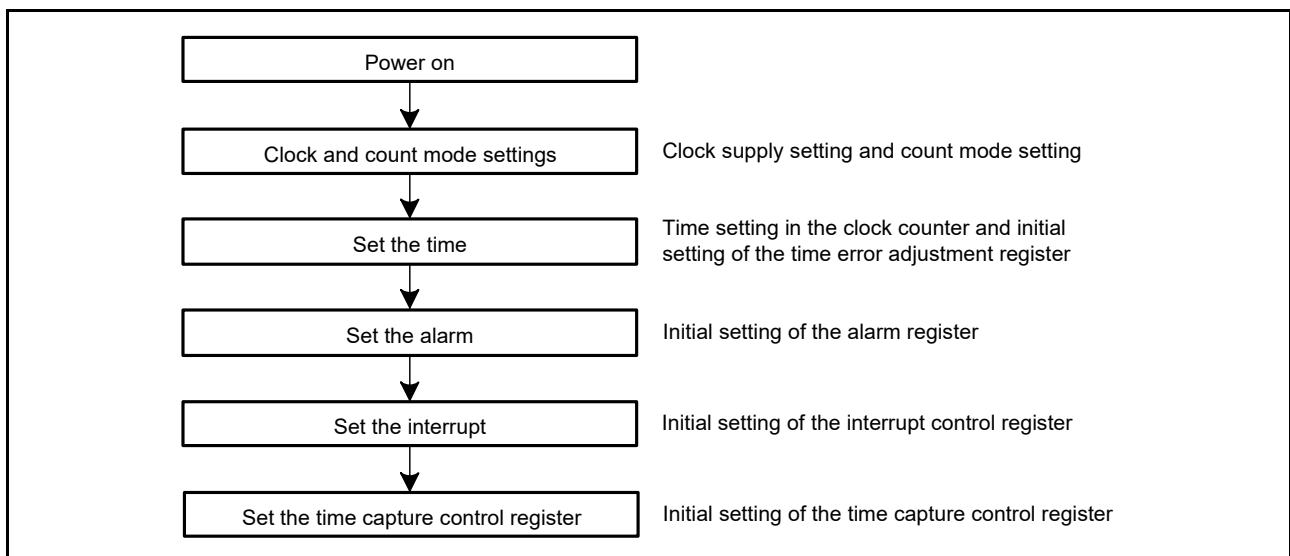 Power on
Clock and count mode settings
Clock supply setting and count mode setting
Set the time
Time setting in the clock counter and initial
setting of the time error adjustment register
Set the alarm
Initial setting of the alarm register
Set the interrupt
Initial setting of the interrupt control register
Set the time capture control register
Initial setting of the time capture control register